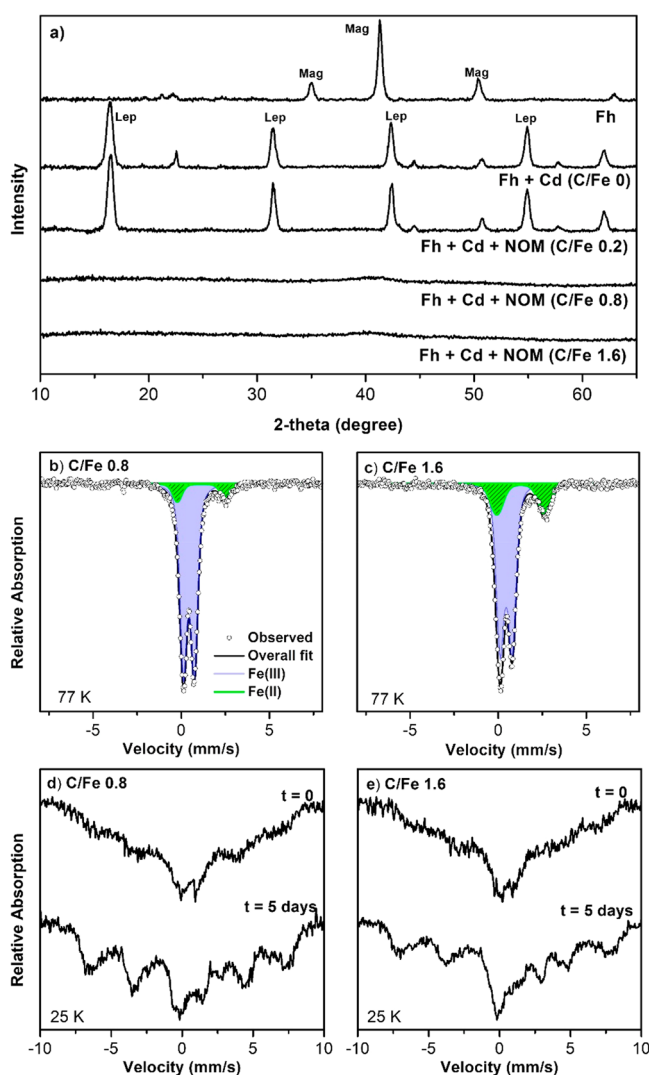 a)
Mag
Mag
Mag
Fh
Lep
Lep
Lep
Lep
Fh + Cd (C/Fe 0)
Fh + Cd + NOM (C/Fe 0.2)
Fh + Cd + NOM (C/Fe 0.8)
Fh + Cd + NOM (C/Fe 1.6)
Intensity
10 20 30 40 50 60
2-theta (degree)
b) C/Fe 0.8
Observed
Overall fit
Fe(III)
Fe(II)
77 K
Relative Absorption
-5 0 5
Velocity (mm/s)
c) C/Fe 1.6
77 K
Relative Absorption
-5 0 5
Velocity (mm/s)
d) C/Fe 0.8
t = 0
t = 5 days
25 K
Relative Absorption
-10 -5 0 5 10
Velocity (mm/s)
e) C/Fe 1.6
t = 0
t = 5 days
25 K
Relative Absorption
-10 -5 0 5 10
Velocity (mm/s)